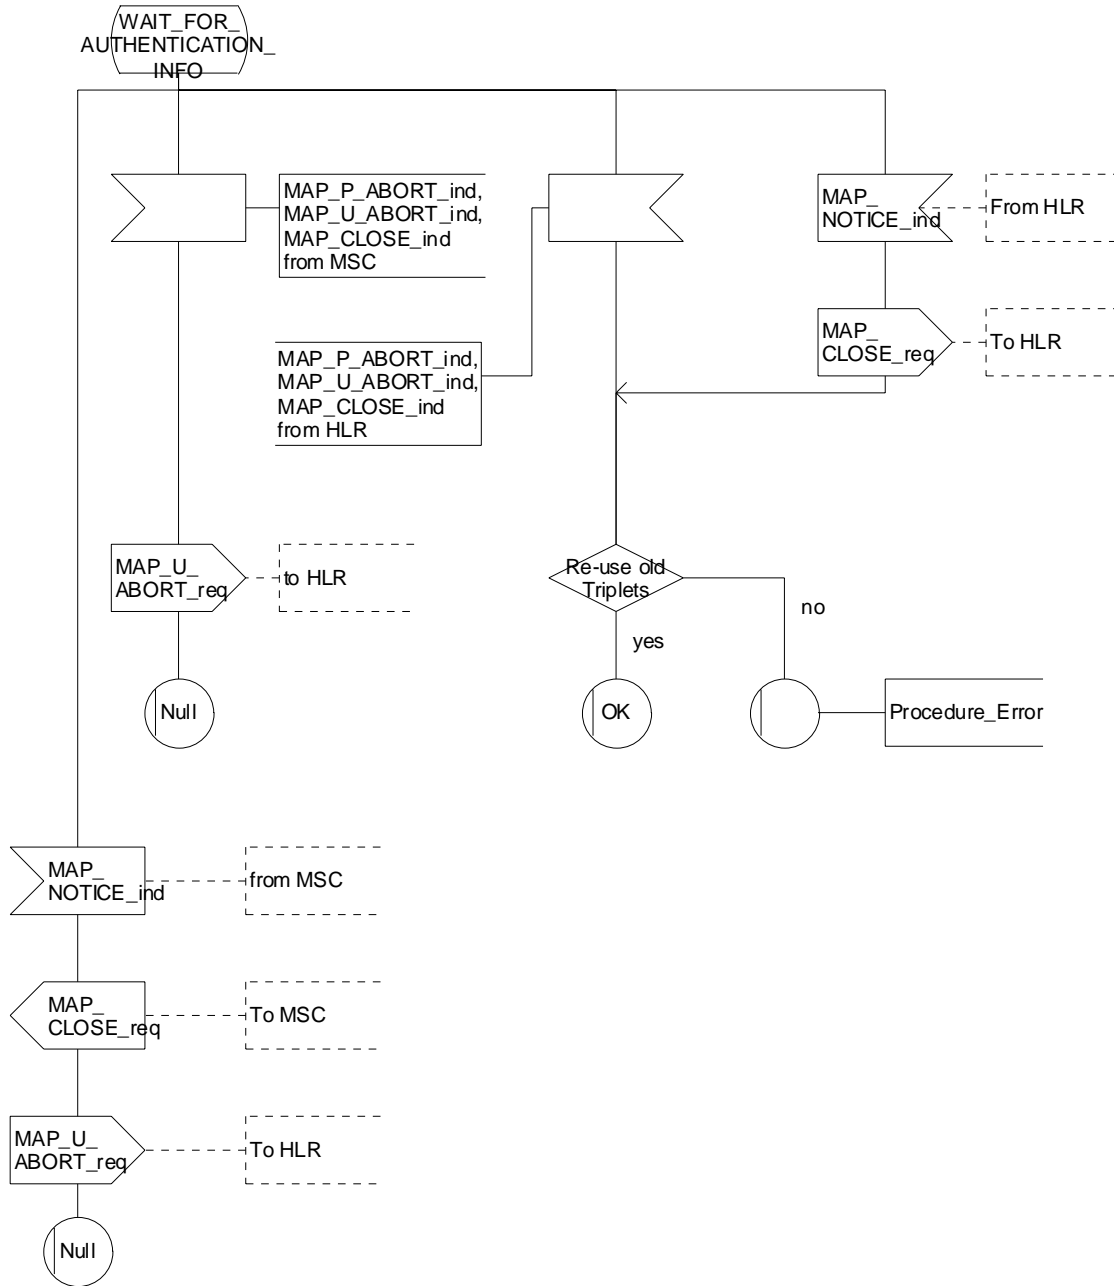 WAIT_FOR_
AUTHENTICATION_
INFO
MAP_P_ABORT_ind,
MAP_U_ABORT_ind,
MAP_CLOSE_ind
from MSC
MAP_
NOTICE_ind
From HLR
MAP_
CLOSE_req
To HLR
MAP_P_ABORT_ind,
MAP_U_ABORT_ind,
MAP_CLOSE_ind
from HLR
MAP_U_
ABORT_req
to HLR
Re-use old
Triplets
no
yes
Null
OK
Procedure_Error
MAP_
NOTICE_ind
from MSC
MAP_
CLOSE_req
To MSC
MAP_U_
ABORT_req
To HLR
Null